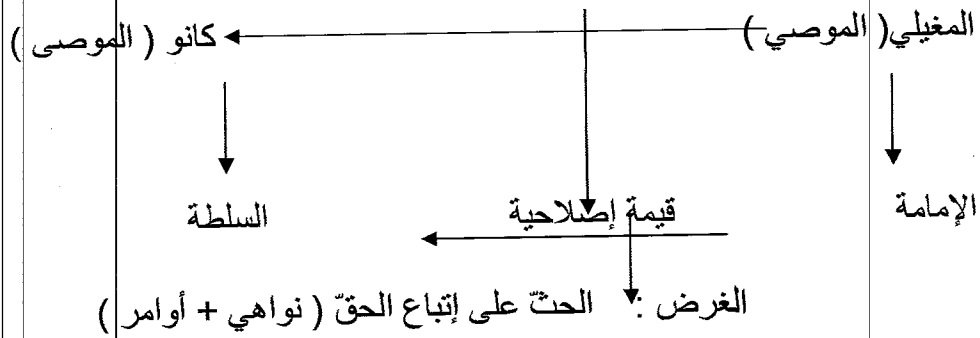 المغيلي( الموصي ) كانو ( الموصى )
الإمامة قيمة إصلاحية السلطة
الغرض : الحثّ على إتباع الحقّ ( نواهي + أوامر )